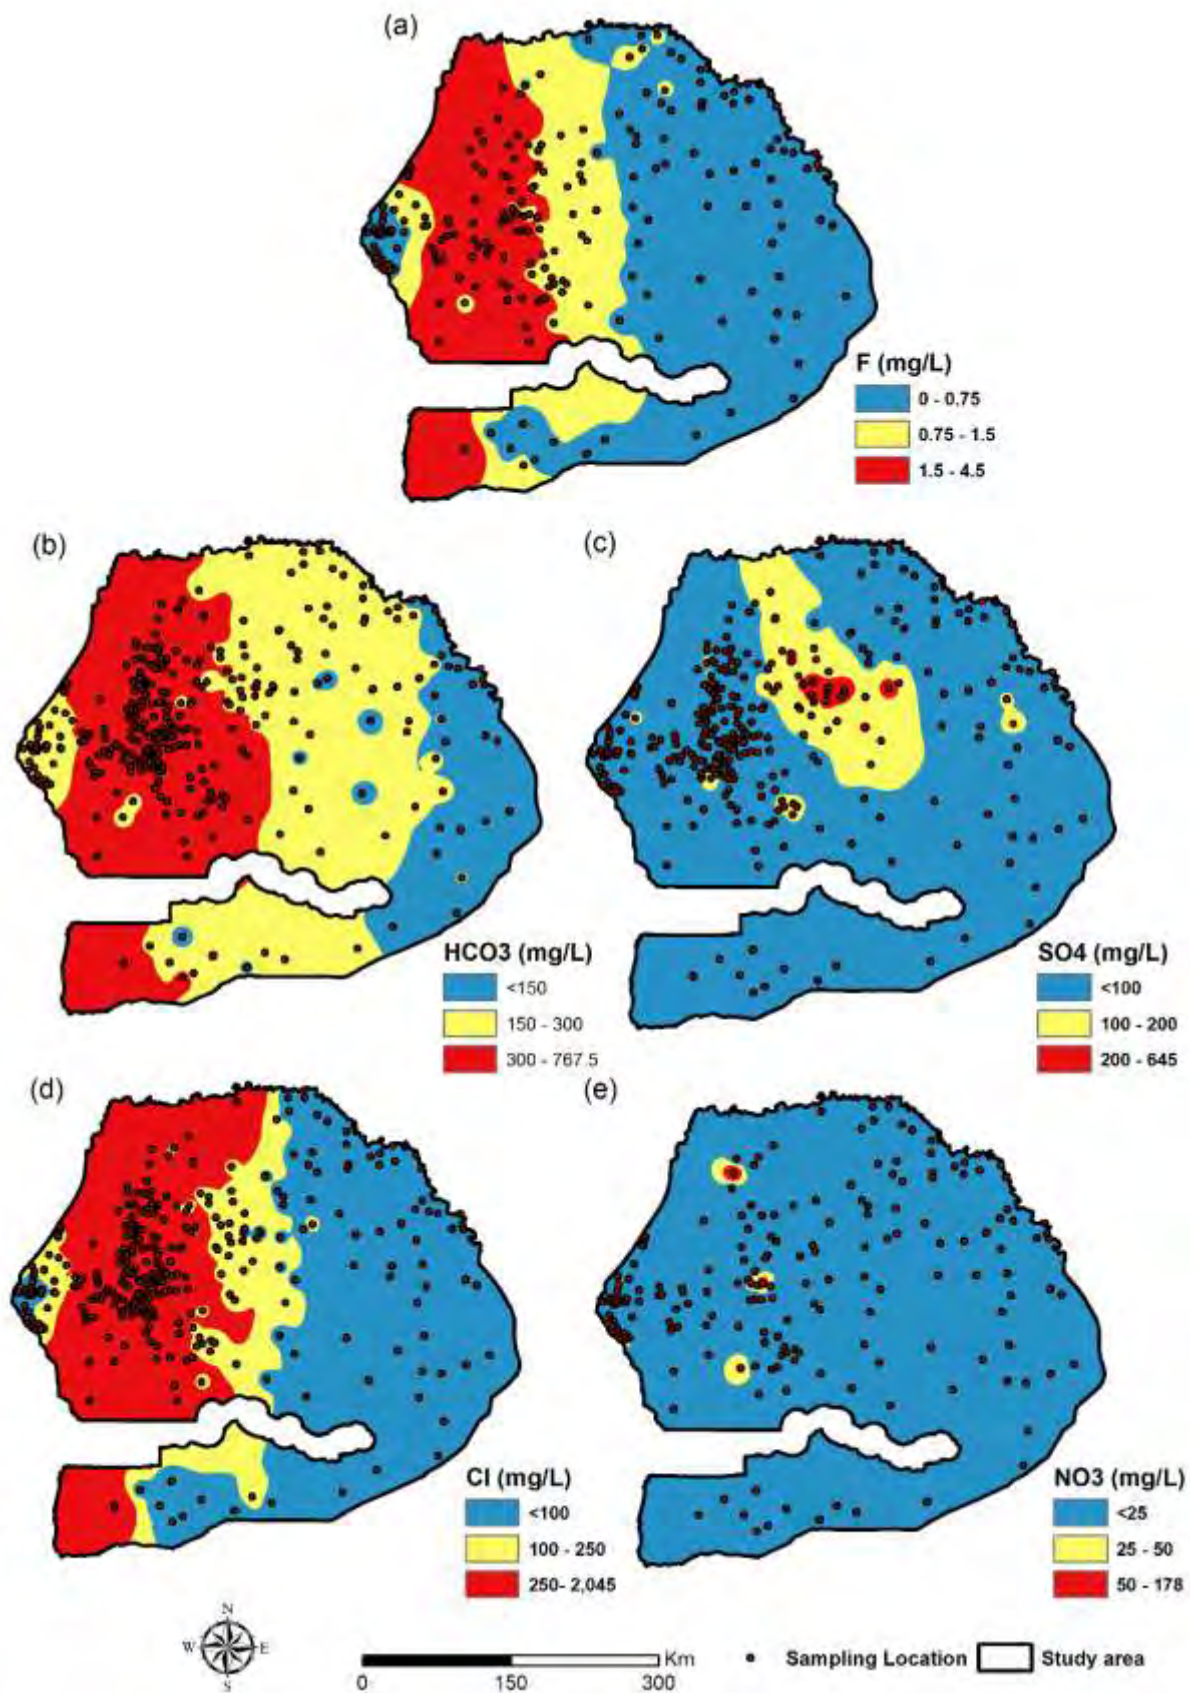 (a)
F (mg/L)
0 - 0.75
0.75 - 1.5
1.5 - 4.5
(b)
HCO3 (mg/L)
<150
150 - 300
300 - 767.5
(c)
SO4 (mg/L)
<100
100 - 200
200 - 645
(d)
Cl (mg/L)
<100
100 - 250
250- 2,045
(e)
NO3 (mg/L)
<25
25 - 50
50 - 178
N
W E
S
0 150 300 Km
Sampling Location
Study area